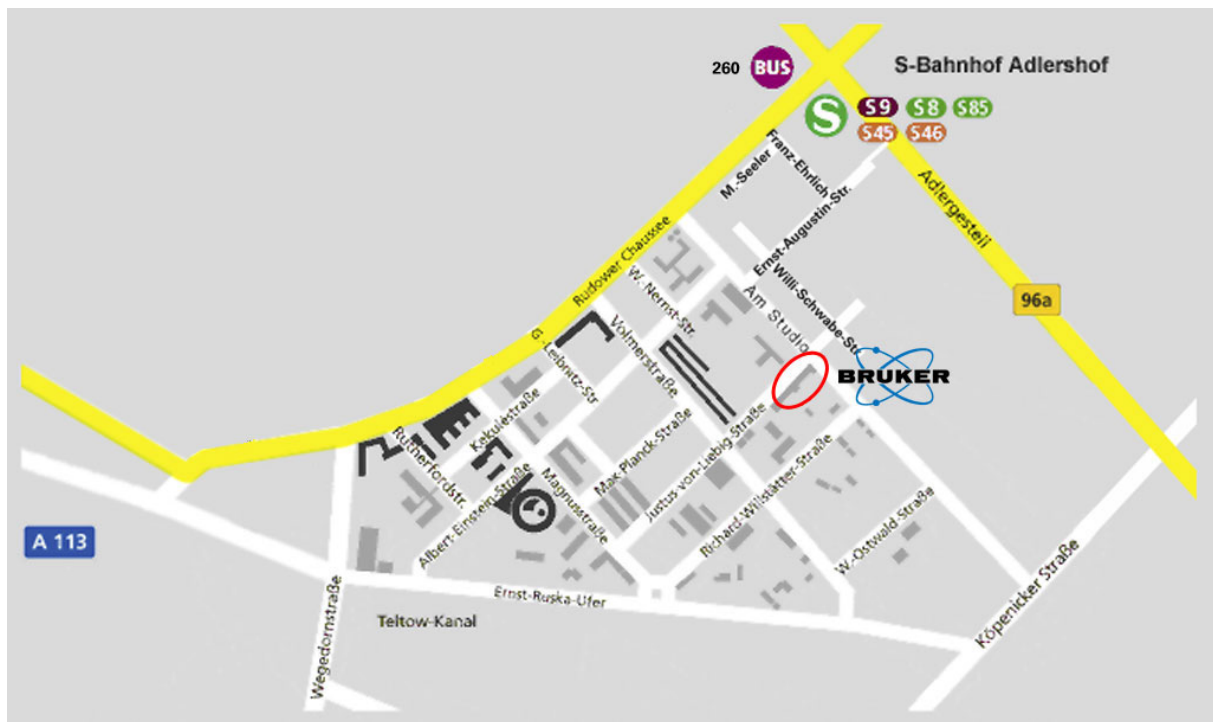 260 BUS
S-Bahnhof Adlershof
S S9 S8 S85
S45 S46
Franz-Ehrlich
M.-Seeler
Ernst-Augustin-Str.
Adlergestell
Rudower Chaussee
W.-Nernst-Str.
Willi-Schwabe-Str.
Am Studio
96a
Volmerstraße
G.-Leibnitz-Str
BRUKER
Kekuléstraße
Rutherfordstr.
Max-Planck-Straße
Justus-von-Liebig Straße
Magnusstraße
Richard-Willstätter-Straße
Albert-Einstein-Straße
W.-Ostwald-Straße
A 113
Ernst-Ruska-Ufer
Köpenicker Straße
Teltow-Kanal
Wegedornstraße